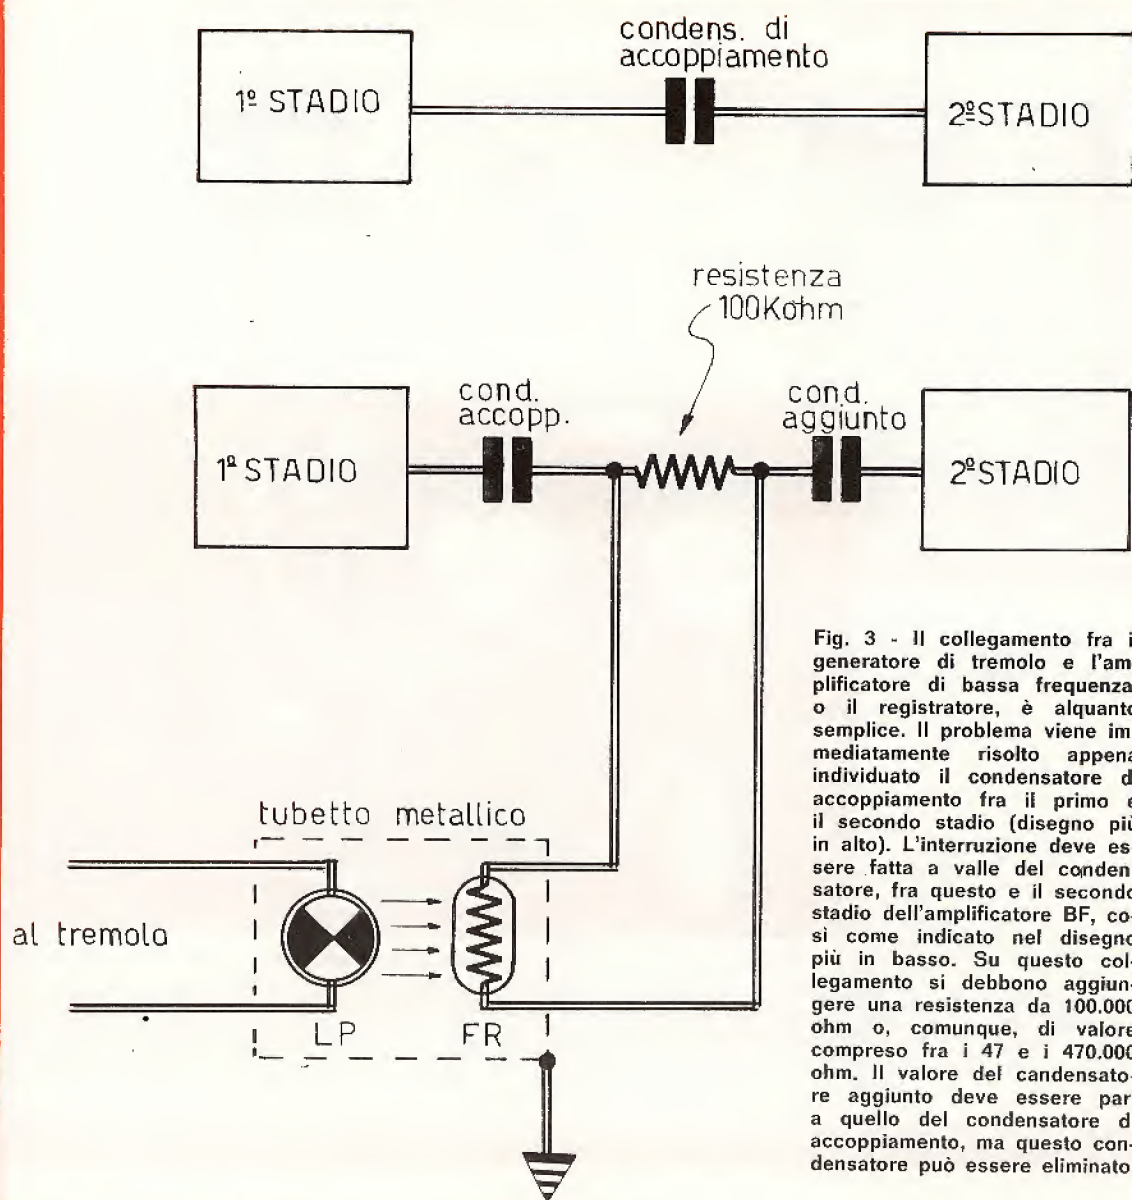 condens. di
accoppiamento
1º STADIO
2ºSTADIO
resistenza
100Kohm
cond.
accopp.
cond.
aggiunto
1º STADIO
2ºSTADIO
tubetto metallico
al tremolo
LP
FR
Fig. 3 - Il collegamento fra i
generatore di tremolo e l'am
plificatore di bassa frequenza
o il registratore, è alquanto
semplice. Il problema viene im
mediatamente risolto appena
individuato il condensatore d
accoppiamento fra il primo e
il secondo stadio (disegno più
in alto). L'interruzione deve es
sere fatta a valle del conden
satore, fra questo e il secondo
stadio dell'amplificatore BF, co-
sì come indicato nel disegno
più in basso. Su questo col-
legamento si debbono aggiun-
gere una resistenza da 100.000
ohm o, comunque, di valore
compreso fra i 47 e i 470.000
ohm. Il valore del candensato-
re aggiunto deve essere par
a quello del condensatore d
accoppiamento, ma questo con-
densatore può essere eliminato